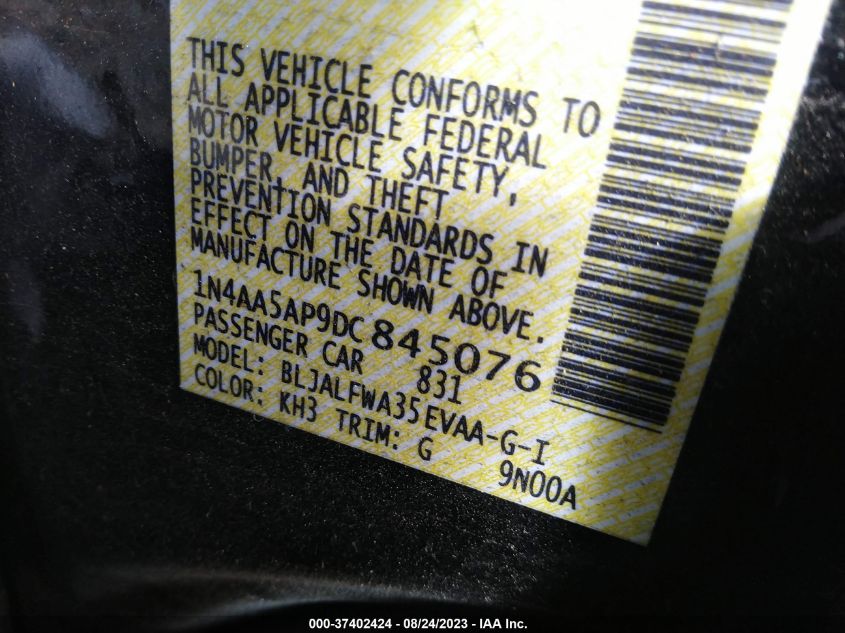 THIS VEHICLE CONFORMS TO
ALL APPLICABLE FEDERAL
MOTOR VEHICLE SAFETY,
BUMPER, AND THEFT
PREVENTION STANDARDS IN
EFFECT ON THE DATE OF
MANUFACTURE SHOWN ABOVE.
1N4AA5AP9DC845076
PASSENGER CAR 831
MODEL: BLJALFWA35EVAA-G-I
COLOR: KH3 TRIM: G 9N00A
000-37402424 - 08/24/2023 - IAA Inc.